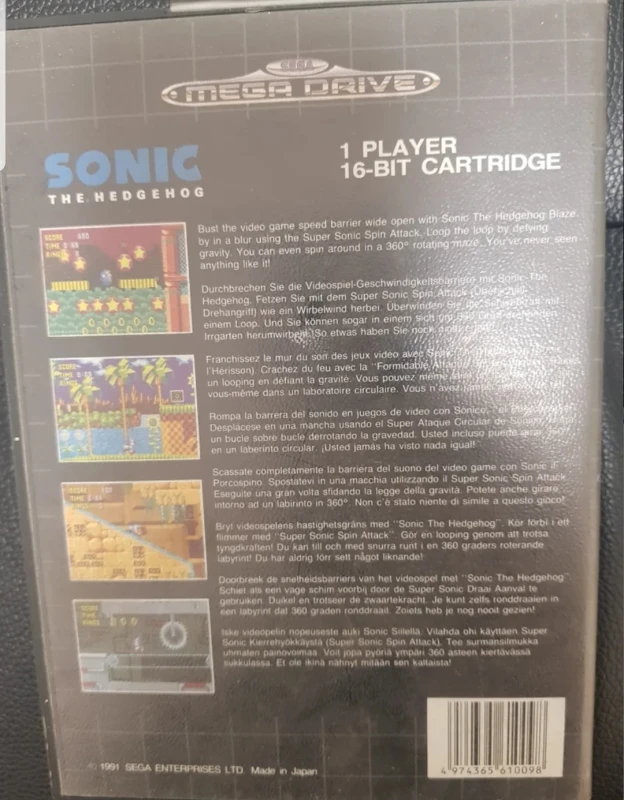 SEGA
MEGA DRIVE
SONIC
THE HEDGEHOG
1 PLAYER
16-BIT CARTRIDGE
Bust the video game speed barrier wide open with Sonic The Hedgehog Blaze
by in a blur using the Super Sonic Spin Attack. Loop the loop by defying
gravity. You can even spin around in a 360° rotating maze. You've never seen
anything like it!
Durchbrechen Sie die Videospiel-Geschwindigkeitsbarriere mit Sonic The
Hedgehog. Fetzen Sie mit dem Super Sonic Spin Attack
Drehangriff) wie ein Wirbelwind herbei. Überwinden Sie die
einem Loop. Und Sie können sogar in einem sich
Irrgarten herumwirbeln! So etwas haben Sie noch
Franchissez le mur du son des jeux video avec
l'Hérisson). Crachez du feu avec la "Formidable
un looping en défiant la gravité. Vous pouvez même
vous-même dans un laboratoire circulaire. Vous n'avez
Rompa la barrera del sonido en juegos de video con Sónico,
Desplácese en una mancha usando el Super Ataque Circular de
un bucle sobre bucle derrotando la gravedad. Usted incluso puede
en un laberinto circular. ¡Usted jamás ha visto nada igual!
Scassate completamente la barriera del suono del video game con Sonic il
Porcospino. Spostatevi in una macchia utilizzando il Super Sonic Spin Attack
Eseguite una gran volta sfidando la legge della gravità. Potete anche girare
intorno ad un labirinto in 360°. Non c'è stato niente di simile a questo gioco!
Bryt videospelens hastighetsgräns med "Sonic The Hedgehog". Kör förbi i ett
flimmer med "Super Sonic Spin Attack". Gör en looping genom att trotsa
tyngdkraften! Du kan till och med snurra runt i en 360 graders roterande
labyrint! Du har aldrig förr sett något liknande!
Doorbreek de snelheidsbarriers van het videospel met "Sonic The Hedgehog"
Schiet als een vage schim voorbij door de Super Sonic Draai Aanval te
gebruiken. Duikel en trotseer de zwaartekracht. Je kunt zelfs ronddraaien in
een labyrint dat 360 graden ronddraait. Zoiets heb je nog nooit gezien!
Iske videopelin nopeuseste auki Sonic Siilellä. Vilahda ohi käyttäen Super
Sonic Kierrehyökkäystä (Super Sonic Spin Attack). Tee surmansilmukka
uhmaten painovoimaa. Voit jopa pyöriä ympäri 360 asteen kiertävässä
sukkulassa. Et ole ikinä nähnyt mitään sen kaltaista!
© 1991 SEGA ENTERPRISES LTD. Made in Japan
4 974365 610098